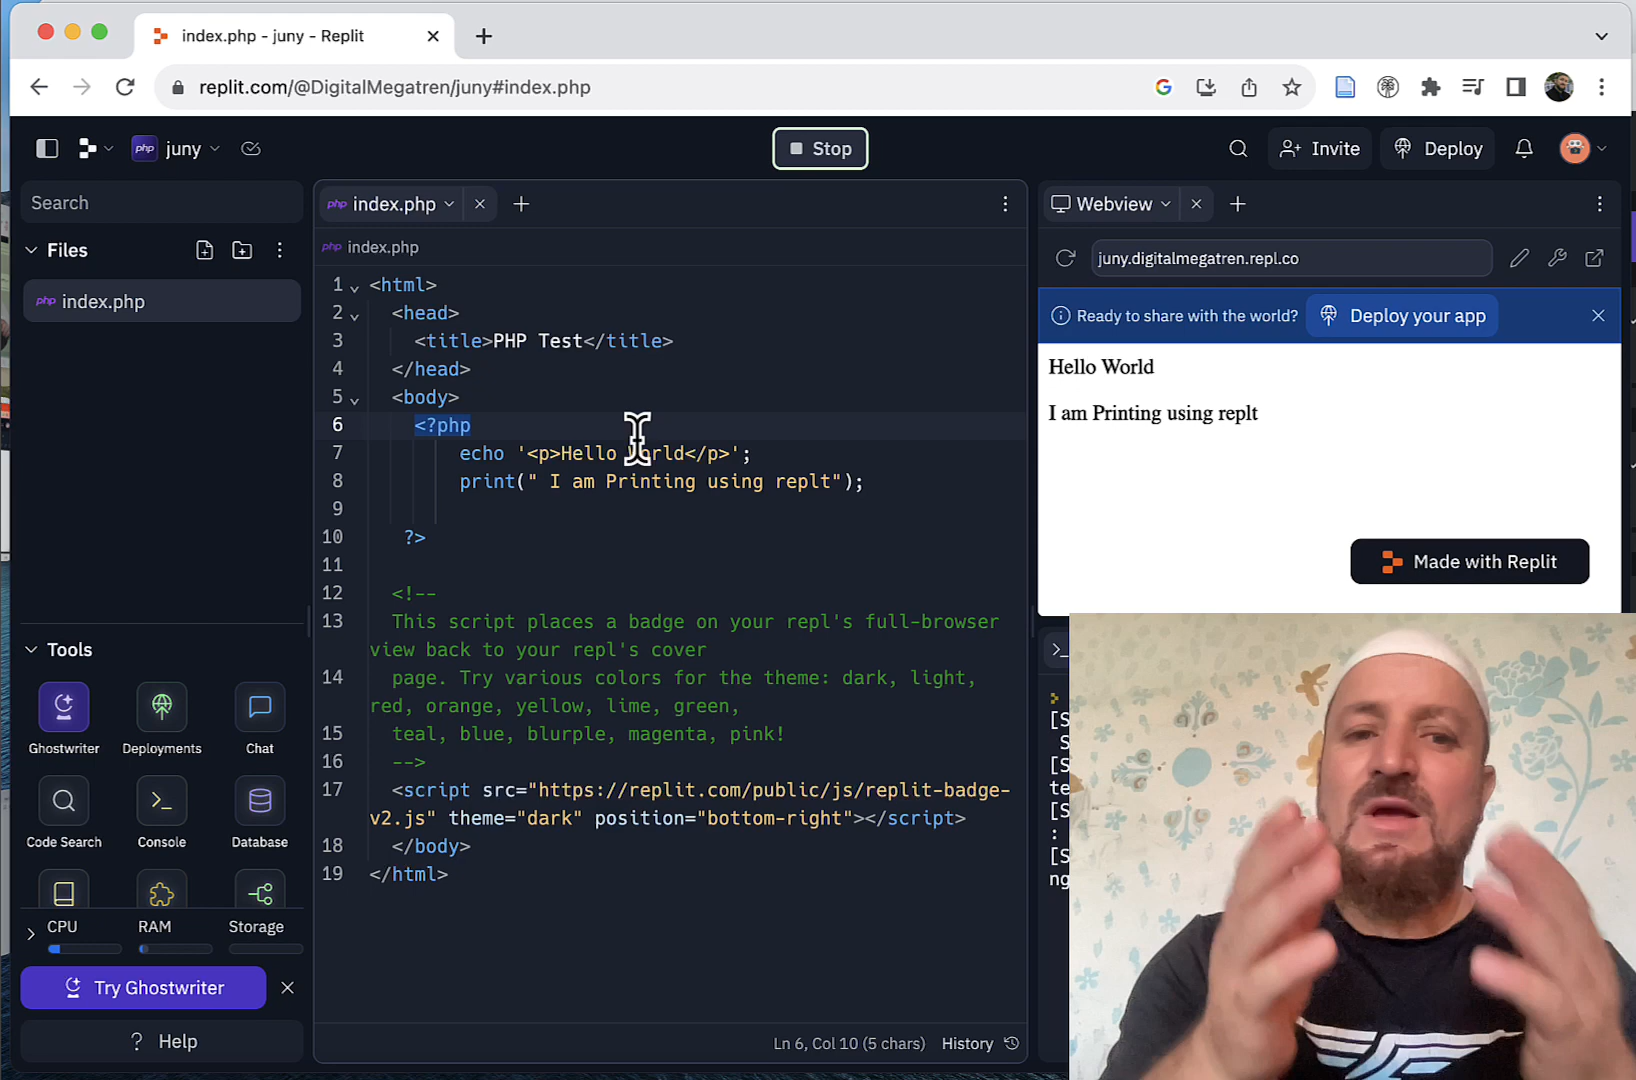 index.php - juny - Replit
replit.com/@DigitalMegatren/juny#index.php
php juny
Stop
Invite
Deploy
Search
Files
php index.php
Tools
Ghostwriter
Deployments
Chat
Code Search
Console
Database
CPU
RAM
Storage
Try Ghostwriter
? Help
php index.php
php index.php
1 <html>
2 <head>
3 <title>PHP Test</title>
4 </head>
5 <body>
6 <?php
7 echo '<p>Hello World</p>';
8 print(" I am Printing using replt");
9
10 ?>
11
12 <!--
13 This script places a badge on your repl's full-browser
view back to your repl's cover
14 page. Try various colors for the theme: dark, light,
red, orange, yellow, lime, green,
15 teal, blue, blurple, magenta, pink!
16 -->
17 <script src="https://replit.com/public/js/replit-badge-
v2.js" theme="dark" position="bottom-right"></script>
18 </body>
19 </html>
Ln 6, Col 10 (5 chars)
History
Webview
juny.digitalmegatren.repl.co
Ready to share with the world?
Deploy your app
Hello World
I am Printing using replt
Made with Replit
[S
S
[S
te
[S
:
[S
ng